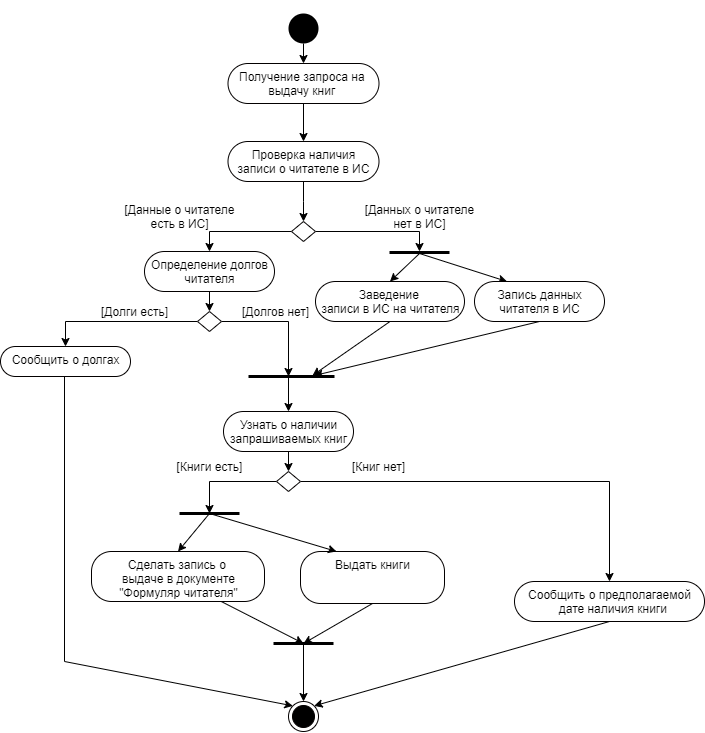 Получение запроса на
выдачу книг
Проверка наличия
записи о читателе в ИС
[Данные о читателе
есть в ИС]
[Данных о читателе
нет в ИС]
Определение долгов
читателя
Заведение
записи в ИС на читателя
Запись данных
читателя в ИС
[Долги есть]
[Долгов нет]
Сообщить о долгах
Узнать о наличии
запрашиваемых книг
[Книги есть]
[Книг нет]
Сделать запись о
выдаче в документе
"Формуляр читателя"
Выдать книги
Сообщить о предполагаемой
дате наличия книги